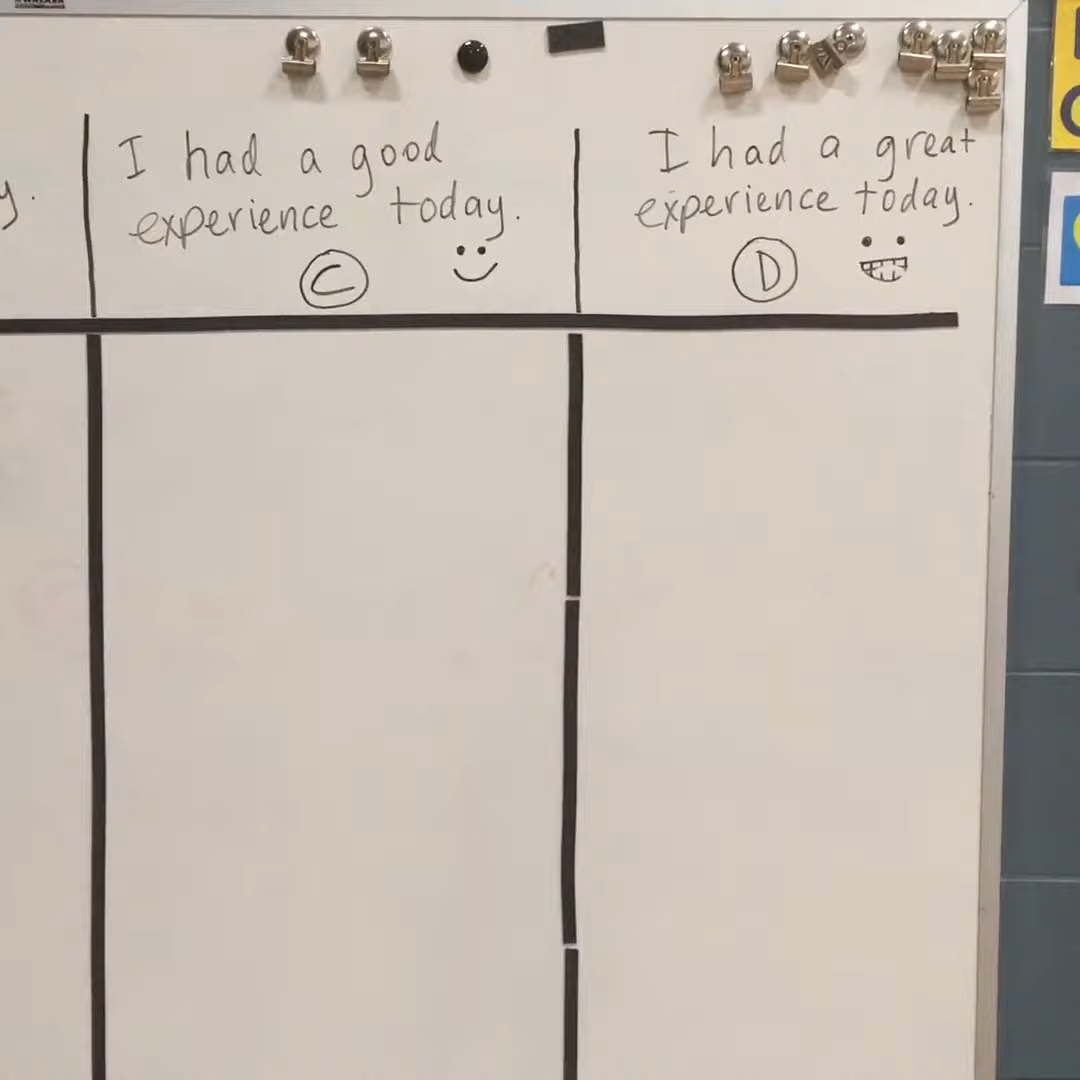 I had a good
experience today.
C
I had a great
experience today.
D